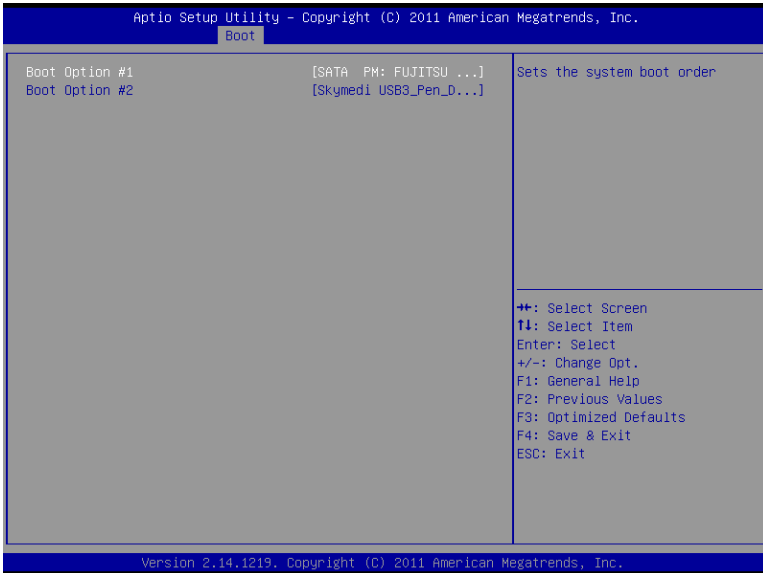 Aptio Setup Utility – Copyright (C) 2011 American Megatrends, Inc.
Boot
Boot Option #1 [SATA PM: FUJITSU ...]
Boot Option #2 [Skymedi USB3_Pen_D...]
Sets the system boot order
→←: Select Screen
↑↓: Select Item
Enter: Select
+/-: Change Opt.
F1: General Help
F2: Previous Values
F3: Optimized Defaults
F4: Save & Exit
ESC: Exit
Version 2.14.1219. Copyright (C) 2011 American Megatrends, Inc.